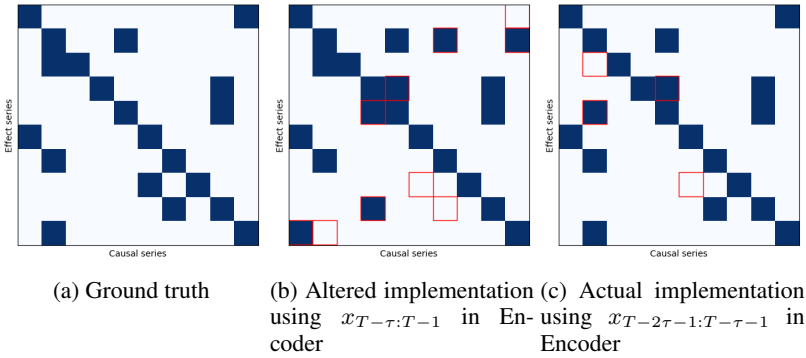 Effect series
Causal series
Effect series
Causal series
Effect series
Causal series
(a) Ground truth
(b) Altered implementation
using x_{T−τ:T−1} in En-
coder
(c) Actual implementation
using x_{T−2τ−1:T−τ−1} in
Encoder